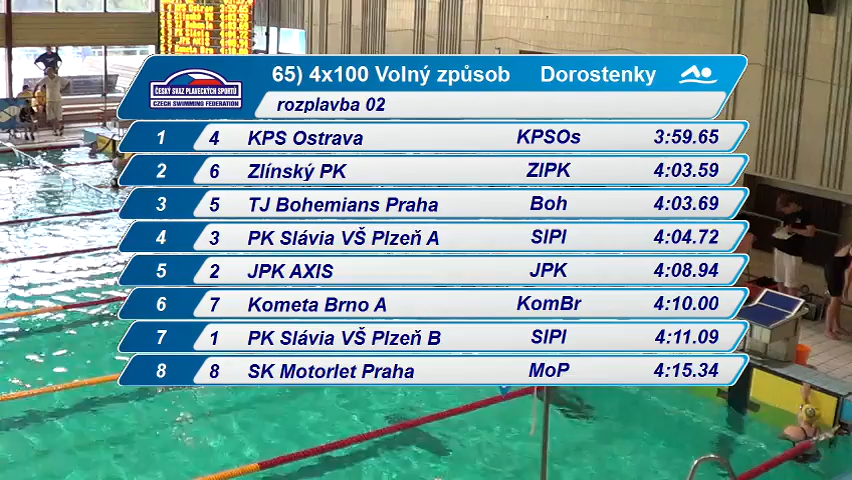 65) 4x100 Volný způsob Dorostenky
ČESKÝ SVAZ PLAVECKÝCH SPORTŮ
CZECH SWIMMING FEDERATION
rozplavba 02
1 4 KPS Ostrava KPSOs 3:59.65
2 6 Zlínský PK ZlPK 4:03.59
3 5 TJ Bohemians Praha Boh 4:03.69
4 3 PK Slávia VŠ Plzeň A SlPl 4:04.72
5 2 JPK AXIS JPK 4:08.94
6 7 Kometa Brno A KomBr 4:10.00
7 1 PK Slávia VŠ Plzeň B SlPl 4:11.09
8 8 SK Motorlet Praha MoP 4:15.34